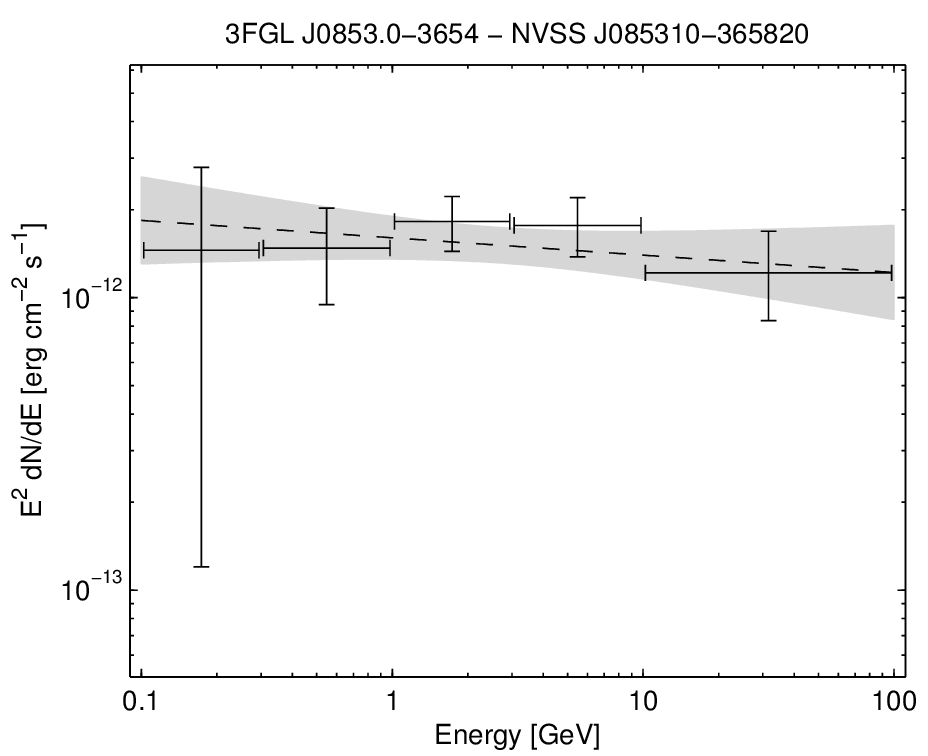 3FGL J0853.0−3654 − NVSS J085310−365820
E² dN/dE [erg cm⁻² s⁻¹]
10⁻¹²
10⁻¹³
0.1 1 10 100
Energy [GeV]